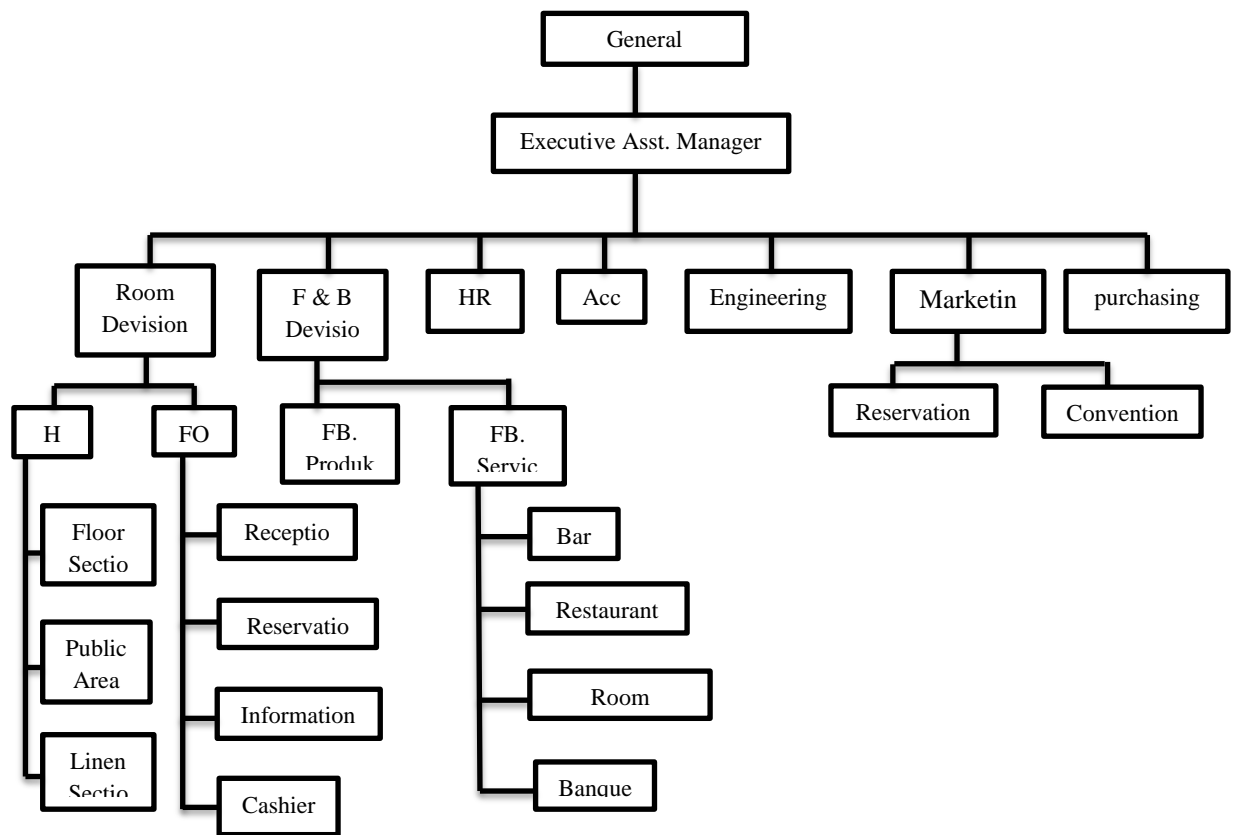 General
Executive Asst. Manager
Room
Devision
F & B
Devisio
HR
Acc
Engineering
Marketin
purchasing
Reservation
Convention
H
FO
FB.
Produk
FB.
Servic
Floor
Sectio
Public
Area
Linen
Sectio
Receptio
Reservatio
Information
Cashier
Bar
Restaurant
Room
Banque